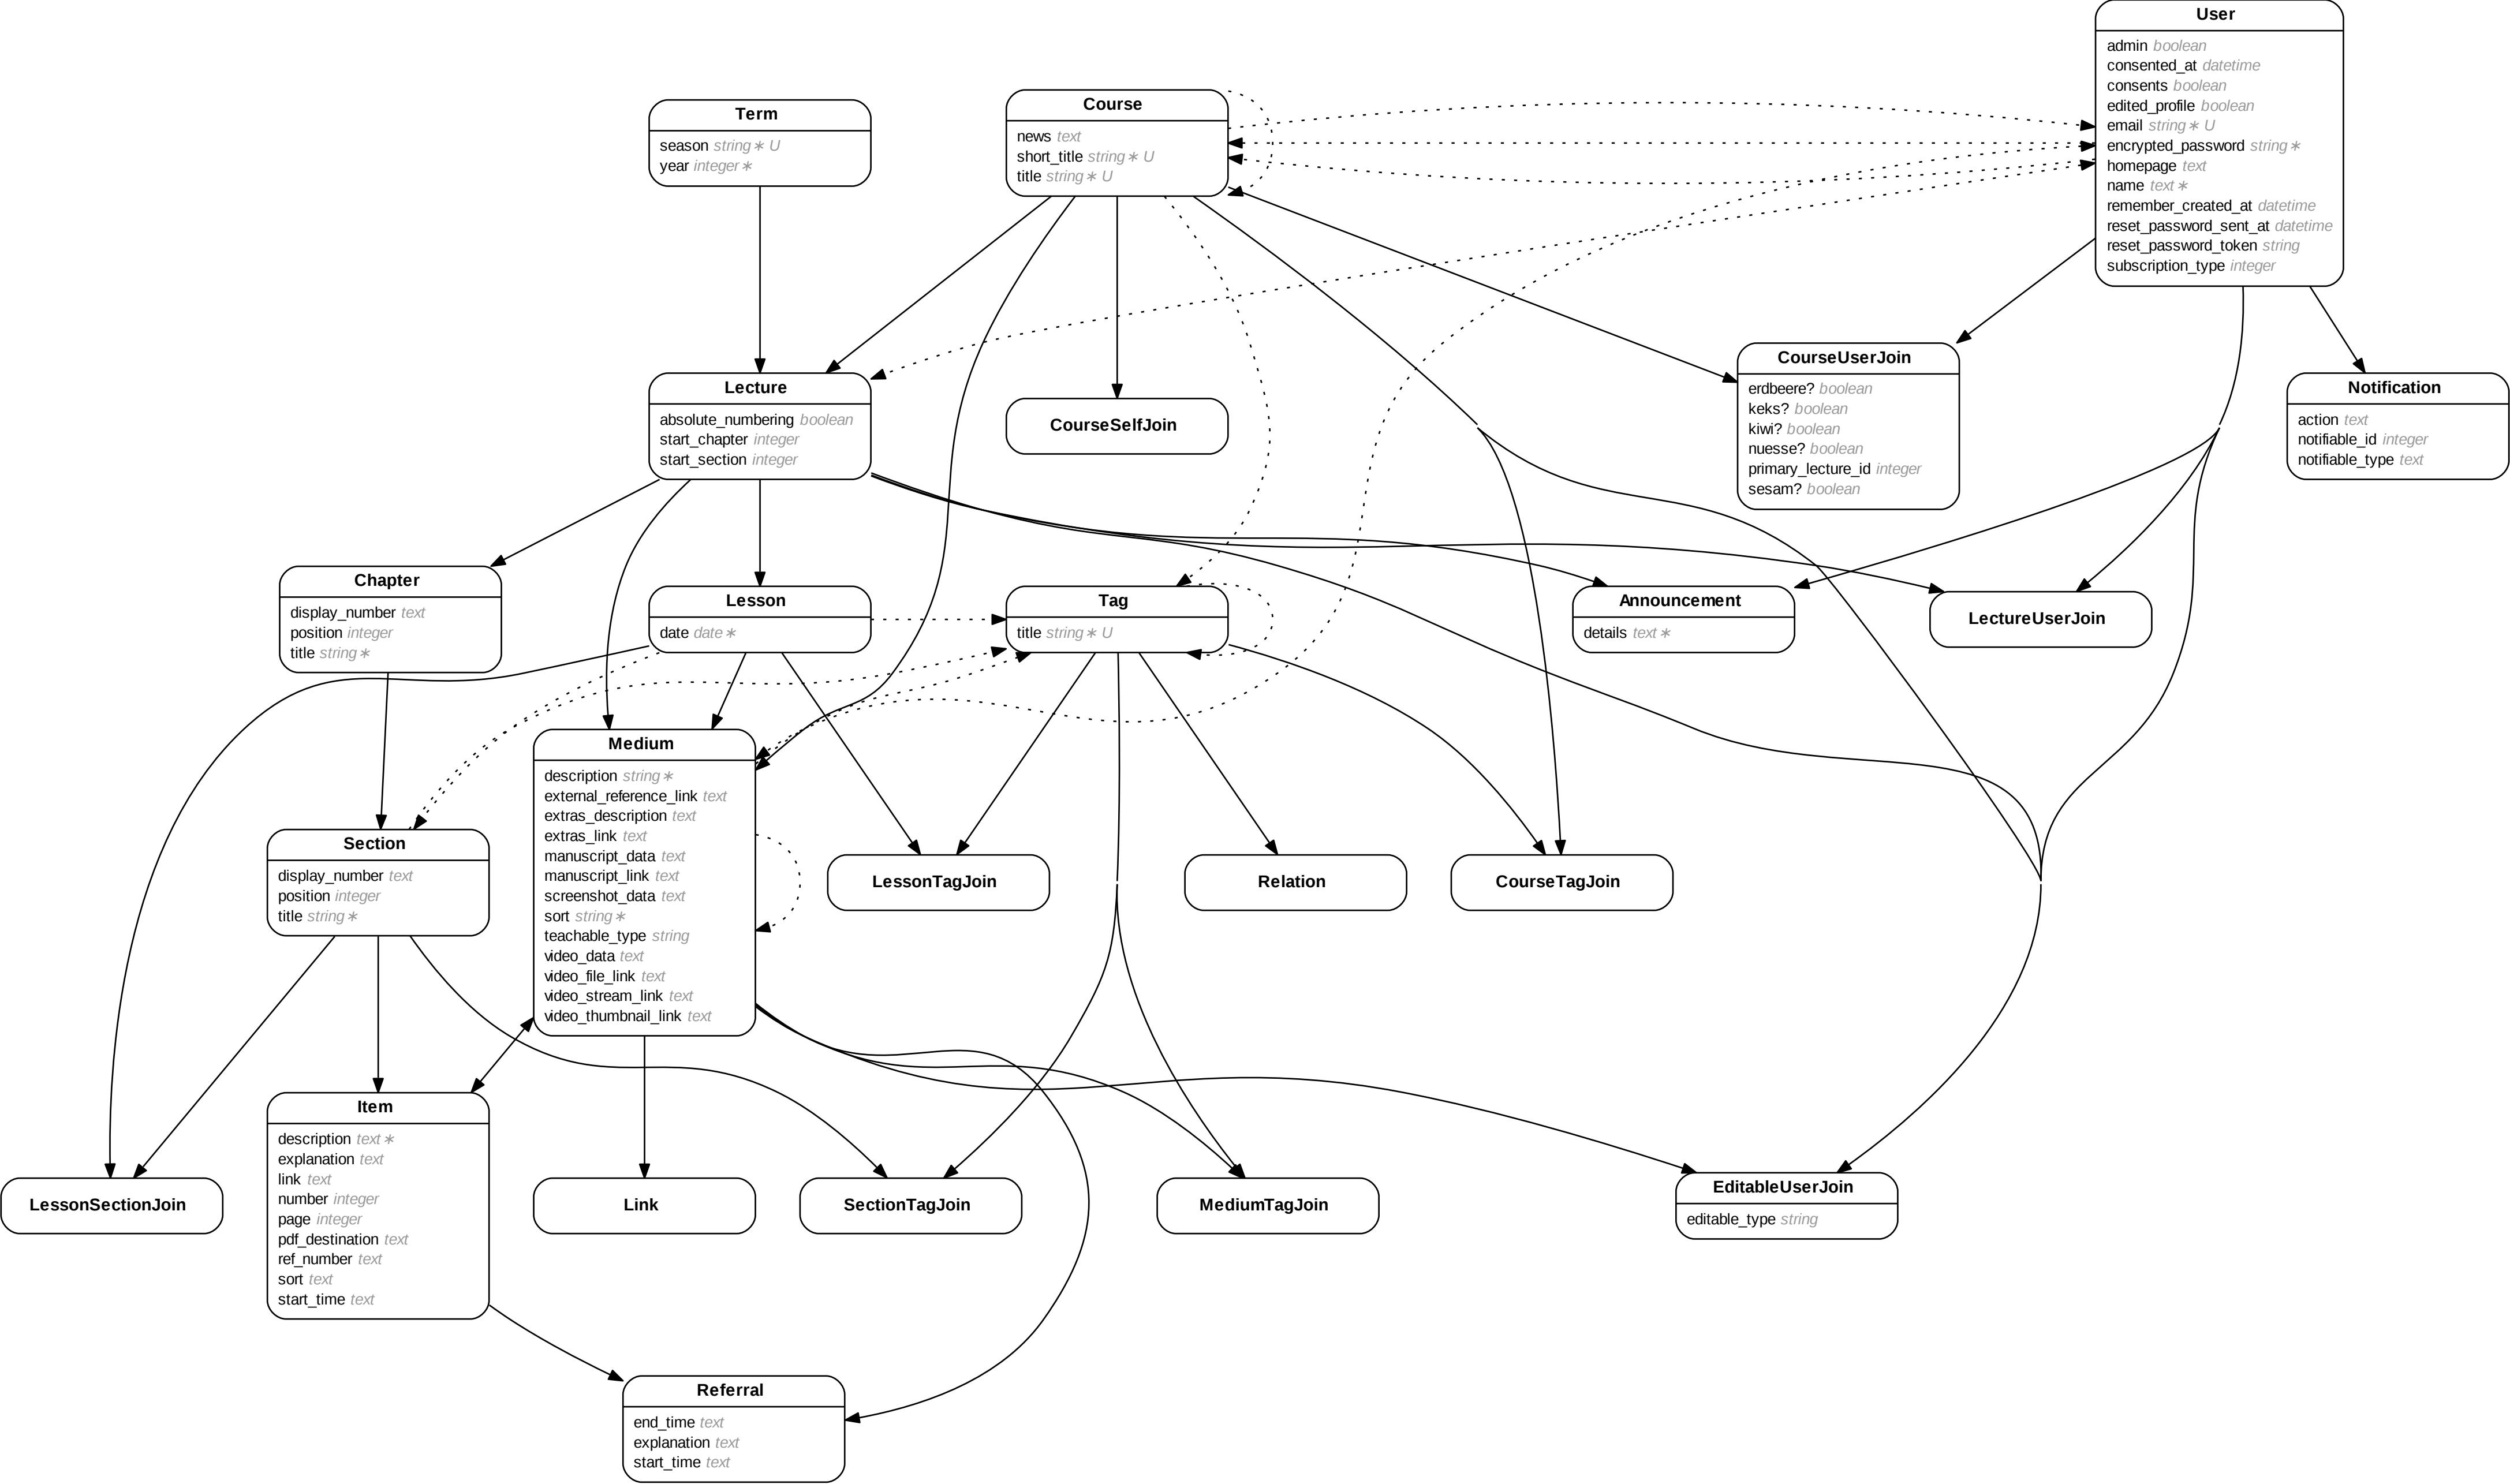 User
admin boolean
consented_at datetime
consents boolean
edited_profile boolean
email string∗ U
encrypted_password string∗
homepage text
name text∗
remember_created_at datetime
reset_password_sent_at datetime
reset_password_token string
subscription_type integer
Course
news text
short_title string∗ U
title string∗ U
Term
season string∗ U
year integer∗
CourseUserJoin
erdbeere? boolean
keks? boolean
kiwi? boolean
nuesse? boolean
primary_lecture_id integer
sesam? boolean
Lecture
absolute_numbering boolean
start_chapter integer
start_section integer
CourseSelfJoin
Notification
action text
notifiable_id integer
notifiable_type text
Chapter
display_number text
position integer
title string∗
Lesson
date date∗
Tag
title string∗ U
Announcement
details text∗
LectureUserJoin
Medium
description string∗
external_reference_link text
extras_description text
extras_link text
manuscript_data text
manuscript_link text
screenshot_data text
sort string∗
teachable_type string
video_data text
video_file_link text
video_stream_link text
video_thumbnail_link text
Section
display_number text
position integer
title string∗
LessonTagJoin
Relation
CourseTagJoin
Item
description text∗
explanation text
link text
number integer
page integer
pdf_destination text
ref_number text
sort text
start_time text
LessonSectionJoin
Link
SectionTagJoin
MediumTagJoin
EditableUserJoin
editable_type string
Referral
end_time text
explanation text
start_time text